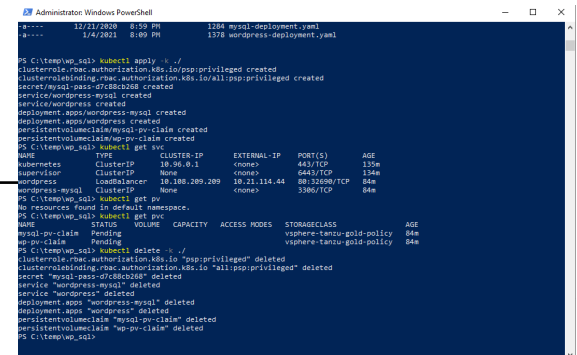 Administrator: Windows PowerShell
-a---- 12/21/2020 8:59 PM 1284 mysql-deployment.yaml
-a---- 1/4/2021 8:09 PM 1378 wordpress-deployment.yaml
PS C:\temp\wp_sql> kubectl apply -k ./
clusterrole.rbac.authorization.k8s.io/psp:privileged created
clusterrolebinding.rbac.authorization.k8s.io/all:psp:privileged created
secret/mysql-pass-d7c88cb268 created
service/wordpress-mysql created
service/wordpress created
deployment.apps/wordpress-mysql created
deployment.apps/wordpress created
persistentvolumeclaim/mysql-pv-claim created
persistentvolumeclaim/wp-pv-claim created
PS C:\temp\wp_sql> kubectl get svc
NAME TYPE CLUSTER-IP EXTERNAL-IP PORT(S) AGE
kubernetes ClusterIP 10.96.0.1 <none> 443/TCP 135m
supervisor ClusterIP None <none> 6443/TCP 134m
wordpress LoadBalancer 10.108.209.209 10.21.114.44 80:32690/TCP 84m
wordpress-mysql ClusterIP None <none> 3306/TCP 84m
PS C:\temp\wp_sql> kubectl get pv
No resources found in default namespace.
PS C:\temp\wp_sql> kubectl get pvc
NAME STATUS VOLUME CAPACITY ACCESS MODES STORAGECLASS AGE
mysql-pv-claim Pending vsphere-tanzu-gold-policy 84m
wp-pv-claim Pending vsphere-tanzu-gold-policy 84m
PS C:\temp\wp_sql> kubectl delete -k ./
clusterrole.rbac.authorization.k8s.io "psp:privileged" deleted
clusterrolebinding.rbac.authorization.k8s.io "all:psp:privileged" deleted
secret "mysql-pass-d7c88cb268" deleted
service "wordpress-mysql" deleted
service "wordpress" deleted
deployment.apps "wordpress-mysql" deleted
deployment.apps "wordpress" deleted
persistentvolumeclaim "mysql-pv-claim" deleted
persistentvolumeclaim "wp-pv-claim" deleted
PS C:\temp\wp_sql>